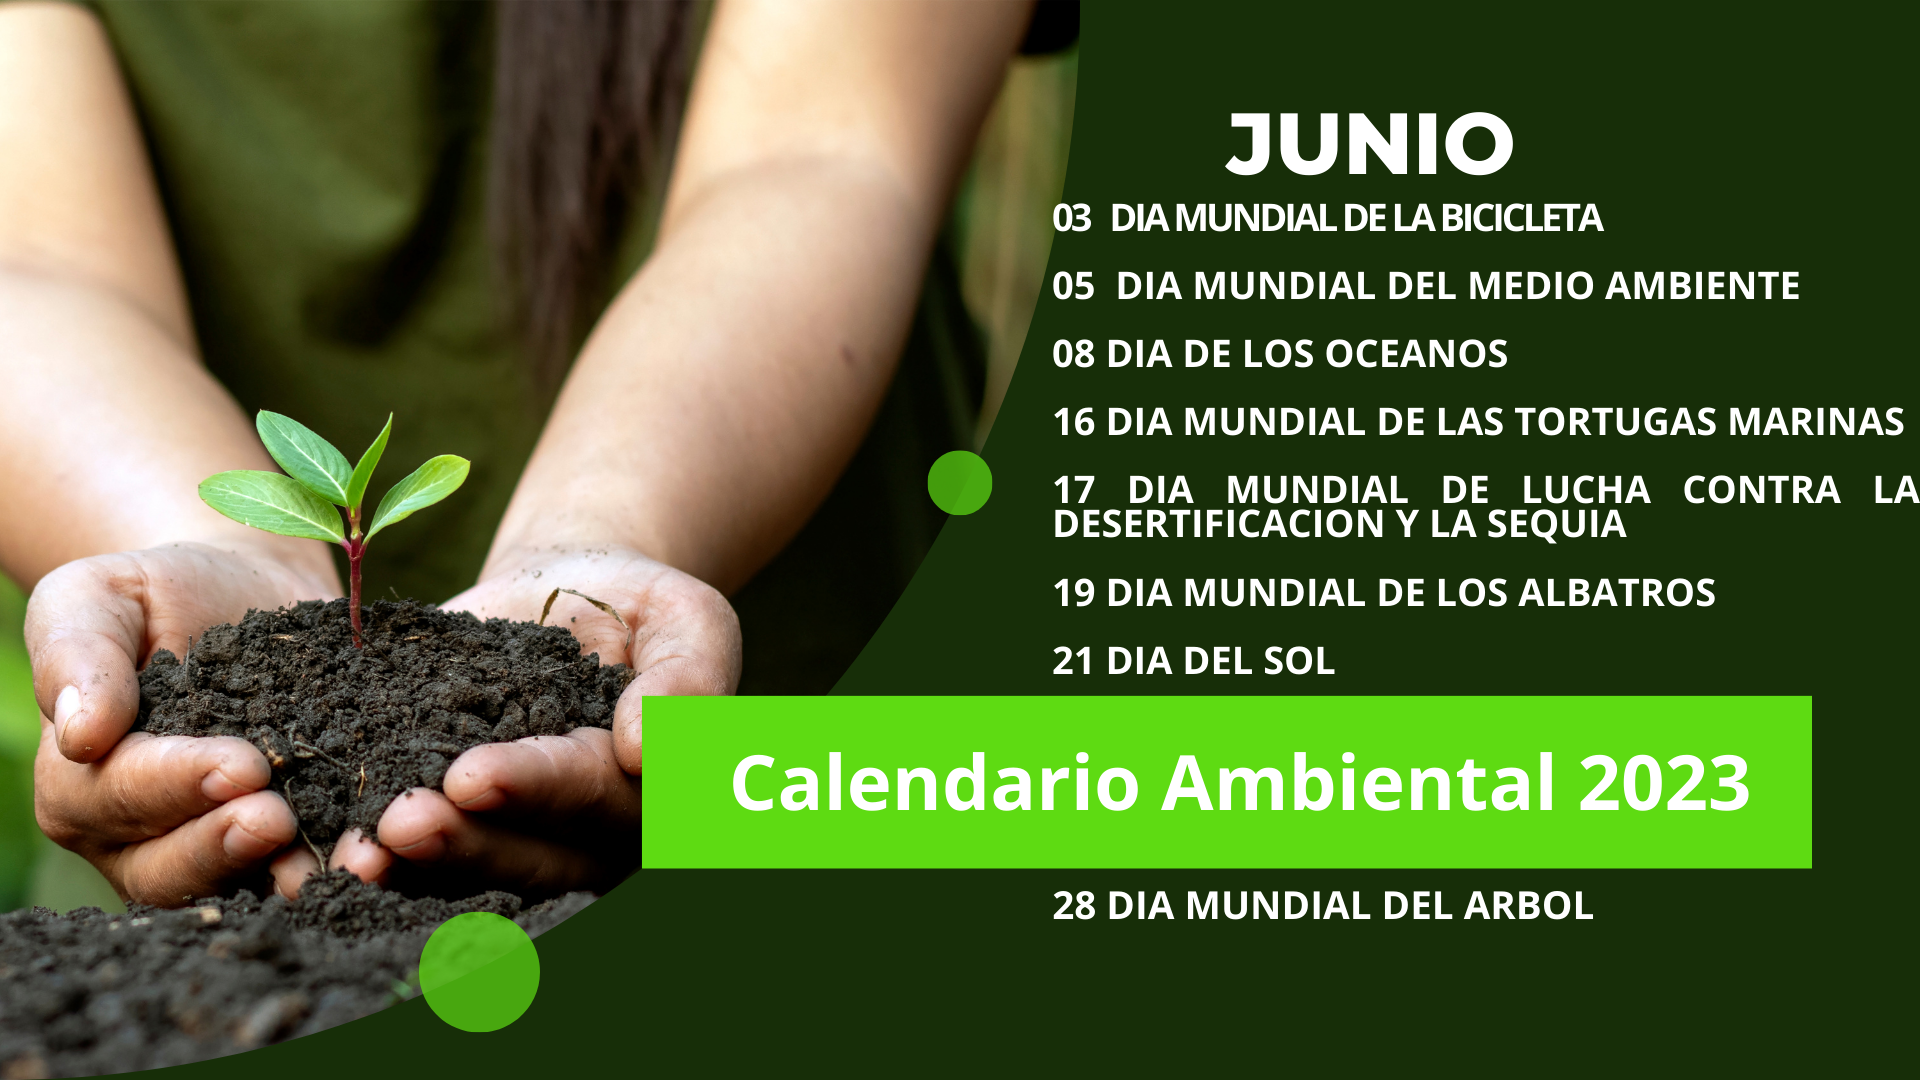 JUNIO
03 DIA MUNDIAL DE LA BICICLETA
05 DIA MUNDIAL DEL MEDIO AMBIENTE
08 DIA DE LOS OCEANOS
16 DIA MUNDIAL DE LAS TORTUGAS MARINAS
17 DIA MUNDIAL DE LUCHA CONTRA LA
DESERTIFICACION Y LA SEQUIA
19 DIA MUNDIAL DE LOS ALBATROS
21 DIA DEL SOL
Calendario Ambiental 2023
28 DIA MUNDIAL DEL ARBOL